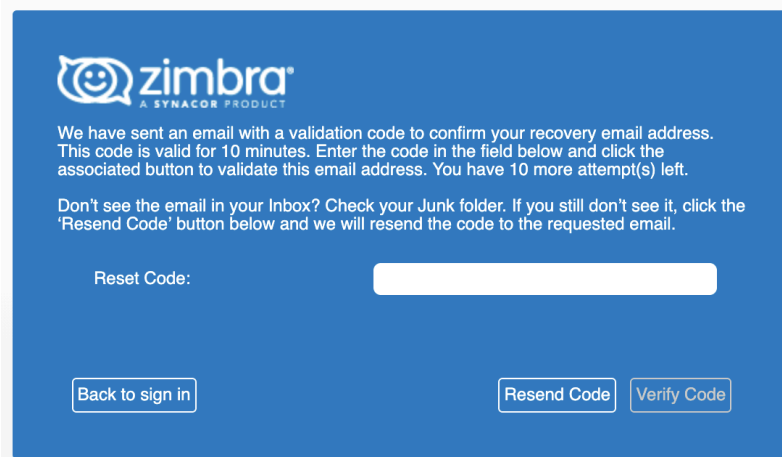 zimbra®
A SYNACOR PRODUCT
We have sent an email with a validation code to confirm your recovery email address.
This code is valid for 10 minutes. Enter the code in the field below and click the
associated button to validate this email address. You have 10 more attempt(s) left.
Don’t see the email in your Inbox? Check your Junk folder. If you still don’t see it, click the
‘Resend Code’ button below and we will resend the code to the requested email.
Reset Code:
Back to sign in
Resend Code
Verify Code